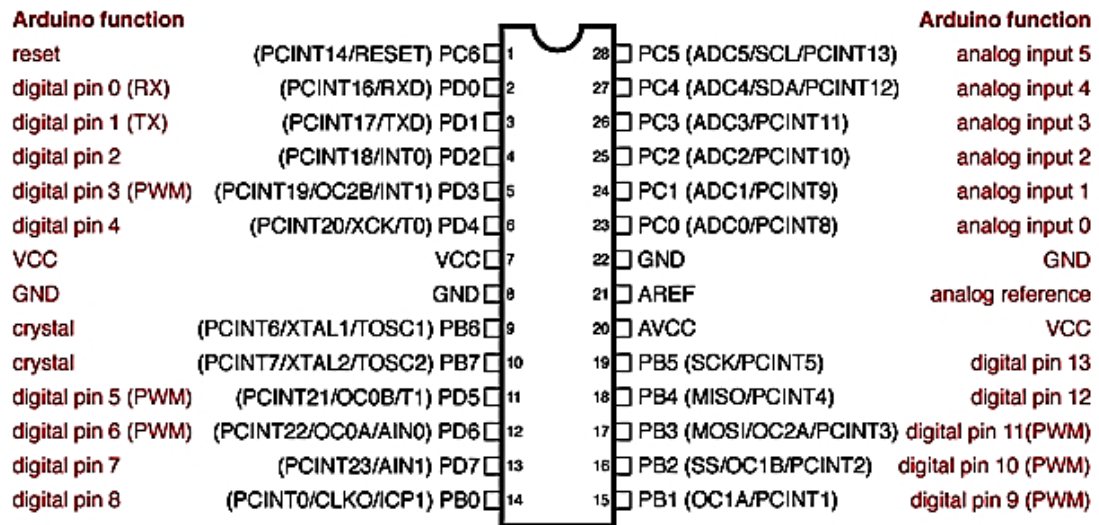 Arduino function Arduino function
reset (PCINT14/RESET) PC6 1 28 PC5 (ADC5/SCL/PCINT13) analog input 5
digital pin 0 (RX) (PCINT16/RXD) PD0 2 27 PC4 (ADC4/SDA/PCINT12) analog input 4
digital pin 1 (TX) (PCINT17/TXD) PD1 3 26 PC3 (ADC3/PCINT11) analog input 3
digital pin 2 (PCINT18/INT0) PD2 4 25 PC2 (ADC2/PCINT10) analog input 2
digital pin 3 (PWM) (PCINT19/OC2B/INT1) PD3 5 24 PC1 (ADC1/PCINT9) analog input 1
digital pin 4 (PCINT20/XCK/T0) PD4 6 23 PC0 (ADC0/PCINT8) analog input 0
VCC VCC 7 22 GND GND
GND GND 8 21 AREF analog reference
crystal (PCINT6/XTAL1/TOSC1) PB6 9 20 AVCC VCC
crystal (PCINT7/XTAL2/TOSC2) PB7 10 19 PB5 (SCK/PCINT5) digital pin 13
digital pin 5 (PWM) (PCINT21/OC0B/T1) PD5 11 18 PB4 (MISO/PCINT4) digital pin 12
digital pin 6 (PWM) (PCINT22/OC0A/AIN0) PD6 12 17 PB3 (MOSI/OC2A/PCINT3) digital pin 11(PWM)
digital pin 7 (PCINT23/AIN1) PD7 13 16 PB2 (SS/OC1B/PCINT2) digital pin 10 (PWM)
digital pin 8 (PCINT0/CLKO/ICP1) PB0 14 15 PB1 (OC1A/PCINT1) digital pin 9 (PWM)